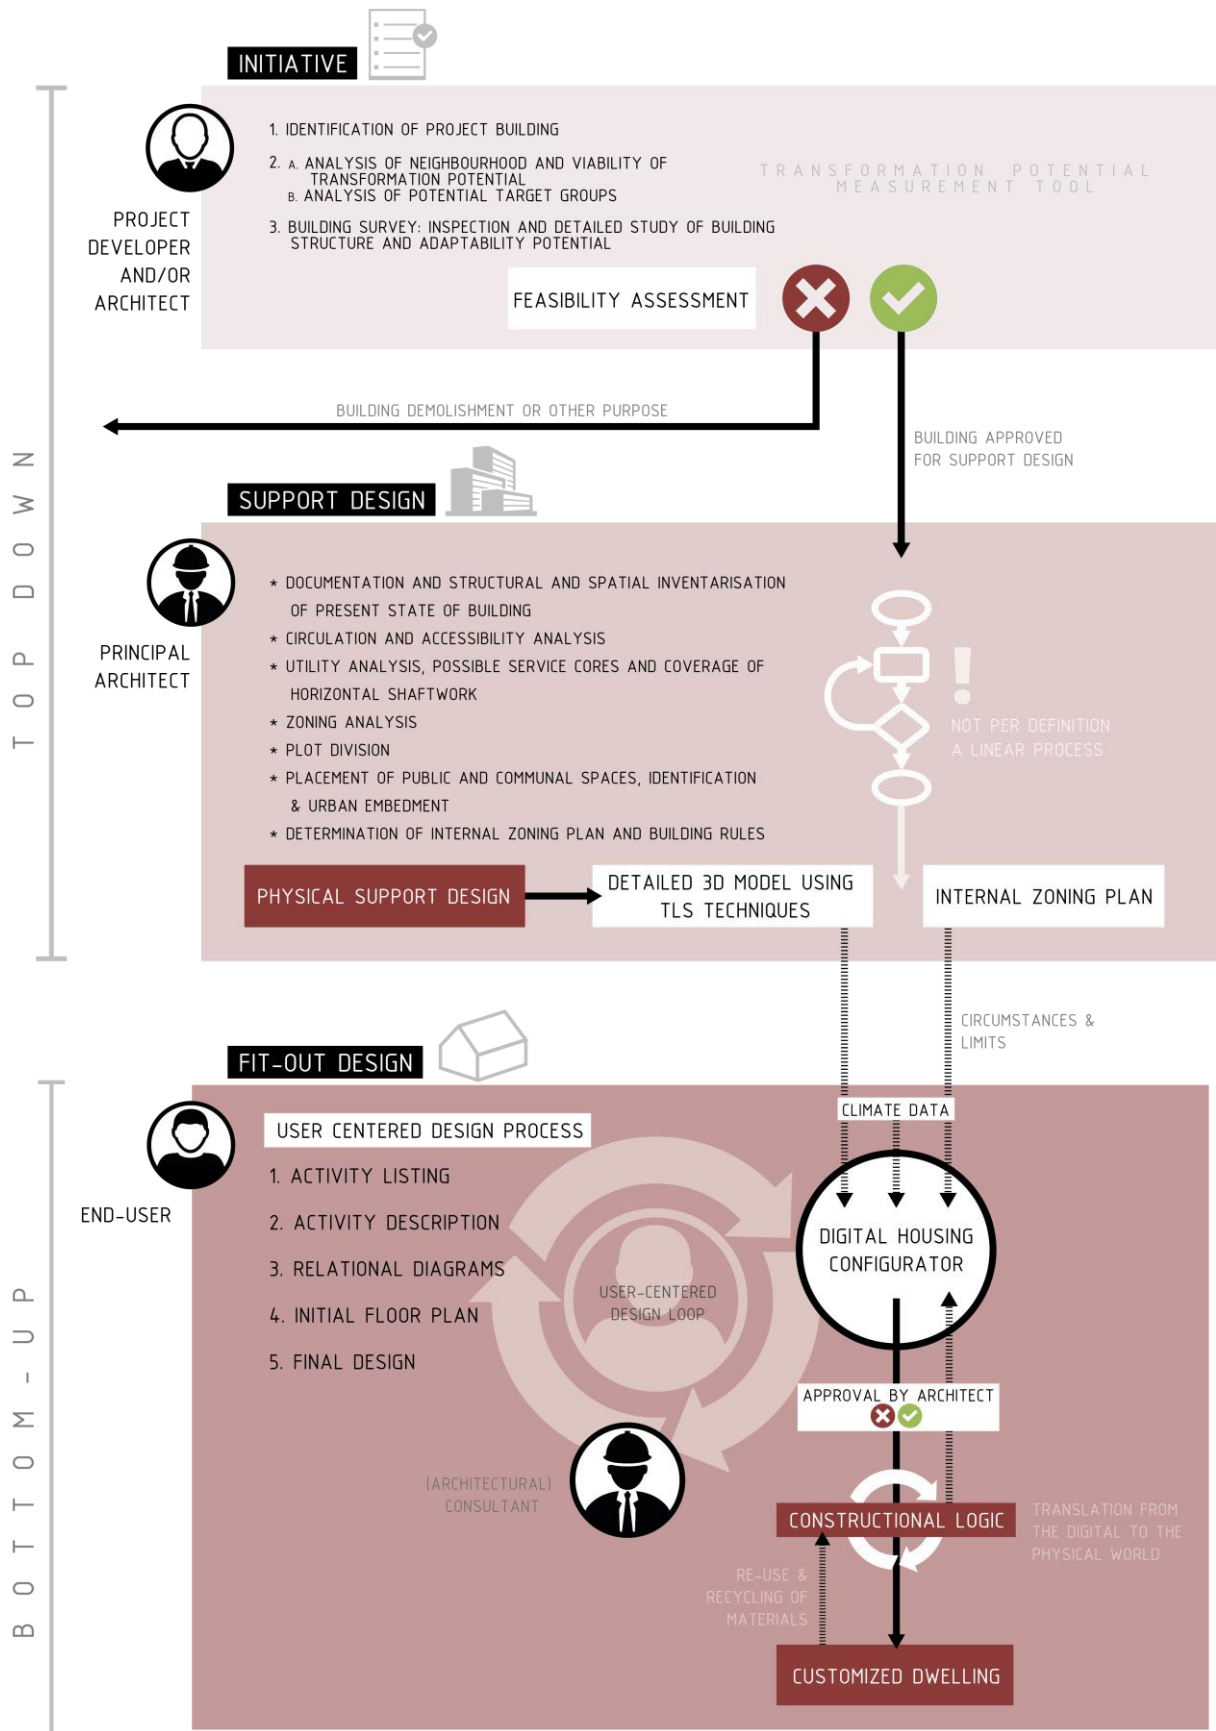 INITIATIVE
1. IDENTIFICATION OF PROJECT BUILDING
2. A. ANALYSIS OF NEIGHBOURHOOD AND VIABILITY OF
TRANSFORMATION POTENTIAL
B. ANALYSIS OF POTENTIAL TARGET GROUPS
TRANSFORMATION POTENTIAL
MEASUREMENT TOOL
3. BUILDING SURVEY: INSPECTION AND DETAILED STUDY OF BUILDING
STRUCTURE AND ADAPTABILITY POTENTIAL
PROJECT
DEVELOPER
AND/OR
ARCHITECT
FEASIBILITY ASSESSMENT
BUILDING DEMOLISHMENT OR OTHER PURPOSE
BUILDING APPROVED
FOR SUPPORT DESIGN
TOP DOWN
SUPPORT DESIGN
PRINCIPAL
ARCHITECT
* DOCUMENTATION AND STRUCTURAL AND SPATIAL INVENTARISATION
OF PRESENT STATE OF BUILDING
* CIRCULATION AND ACCESSIBILITY ANALYSIS
* UTILITY ANALYSIS, POSSIBLE SERVICE CORES AND COVERAGE OF
HORIZONTAL SHAFTWORK
* ZONING ANALYSIS
* PLOT DIVISION
* PLACEMENT OF PUBLIC AND COMMUNAL SPACES, IDENTIFICATION
& URBAN EMBEDMENT
* DETERMINATION OF INTERNAL ZONING PLAN AND BUILDING RULES
!
NOT PER DEFINITION
A LINEAR PROCESS
PHYSICAL SUPPORT DESIGN
DETAILED 3D MODEL USING
TLS TECHNIQUES
INTERNAL ZONING PLAN
CIRCUMSTANCES &
LIMITS
FIT-OUT DESIGN
END-USER
BOTTOM-UP
USER CENTERED DESIGN PROCESS
1. ACTIVITY LISTING
2. ACTIVITY DESCRIPTION
3. RELATIONAL DIAGRAMS
4. INITIAL FLOOR PLAN
5. FINAL DESIGN
USER-CENTERED
DESIGN LOOP
(ARCHITECTURAL)
CONSULTANT
CLIMATE DATA
DIGITAL HOUSING
CONFIGURATOR
APPROVAL BY ARCHITECT
CONSTRUCTIONAL LOGIC
TRANSLATION FROM
THE DIGITAL TO THE
PHYSICAL WORLD
RE-USE &
RECYCLING OF
MATERIALS
CUSTOMIZED DWELLING